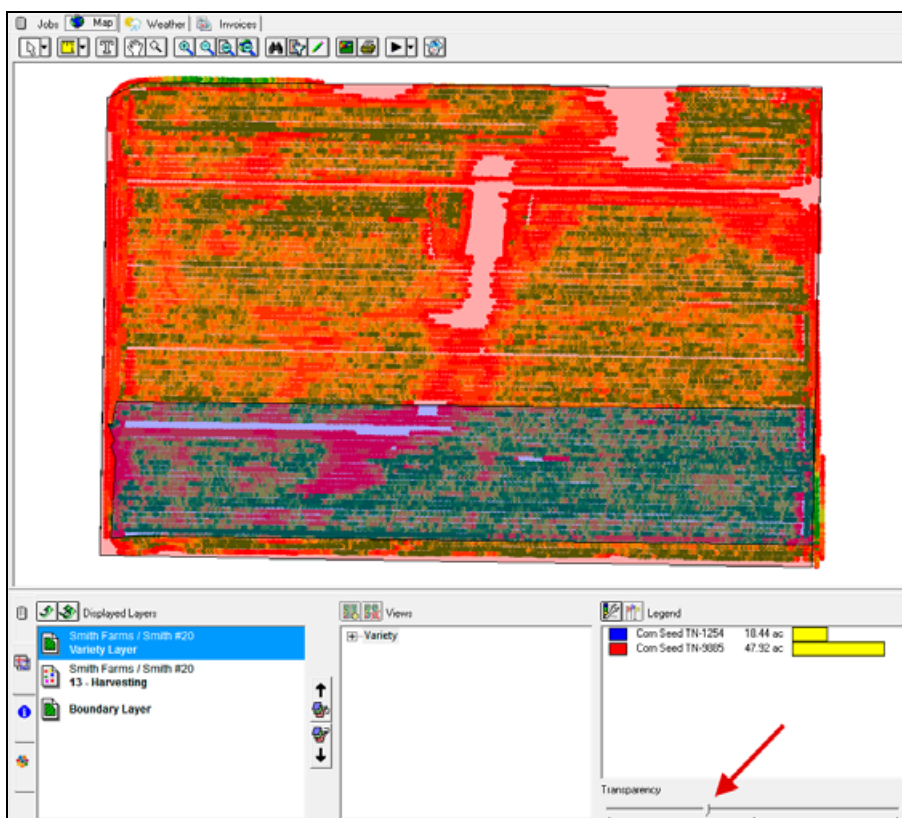 Jobs Map Weather Invoices
Displayed Layers
Smith Farms / Smith #20
Variety Layer
Smith Farms / Smith #20
13 - Harvesting
Boundary Layer
Views
Variety
Legend
Corn Seed TN-1254 18.44 ac
Corn Seed TN-9885 47.92 ac
Transparency